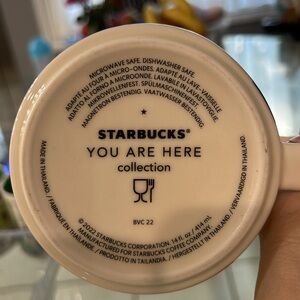 MICROWAVE SAFE. DISHWASHER SAFE.
ADAPTÉ AU FOUR À MICRO-ONDES. ADAPTÉ AU LAVE-VAISSELLE.
ADATTO AL FORNO A MICROONDE. LAVABILE IN LAVASTOVIGLIE.
MIKROWELLENFEST. SPÜLMASCHINENFEST.
MAGNETRON BESTENDIG. VAATWASSER BESTENDIG.
★
STARBUCKS®
YOU ARE HERE
collection
BVC 22
© 2022 STARBUCKS CORPORATION. 14 fl. oz / 414 ml
MANUFACTURED FOR STARBUCKS COFFEE COMPANY.
MADE IN THAILAND. / FABRIQUÉ EN THAÏLANDE. / PRODOTTO IN TAILANDIA. / HERGESTELLT IN THAILAND. / VERVAARDIGD IN THAILAND.